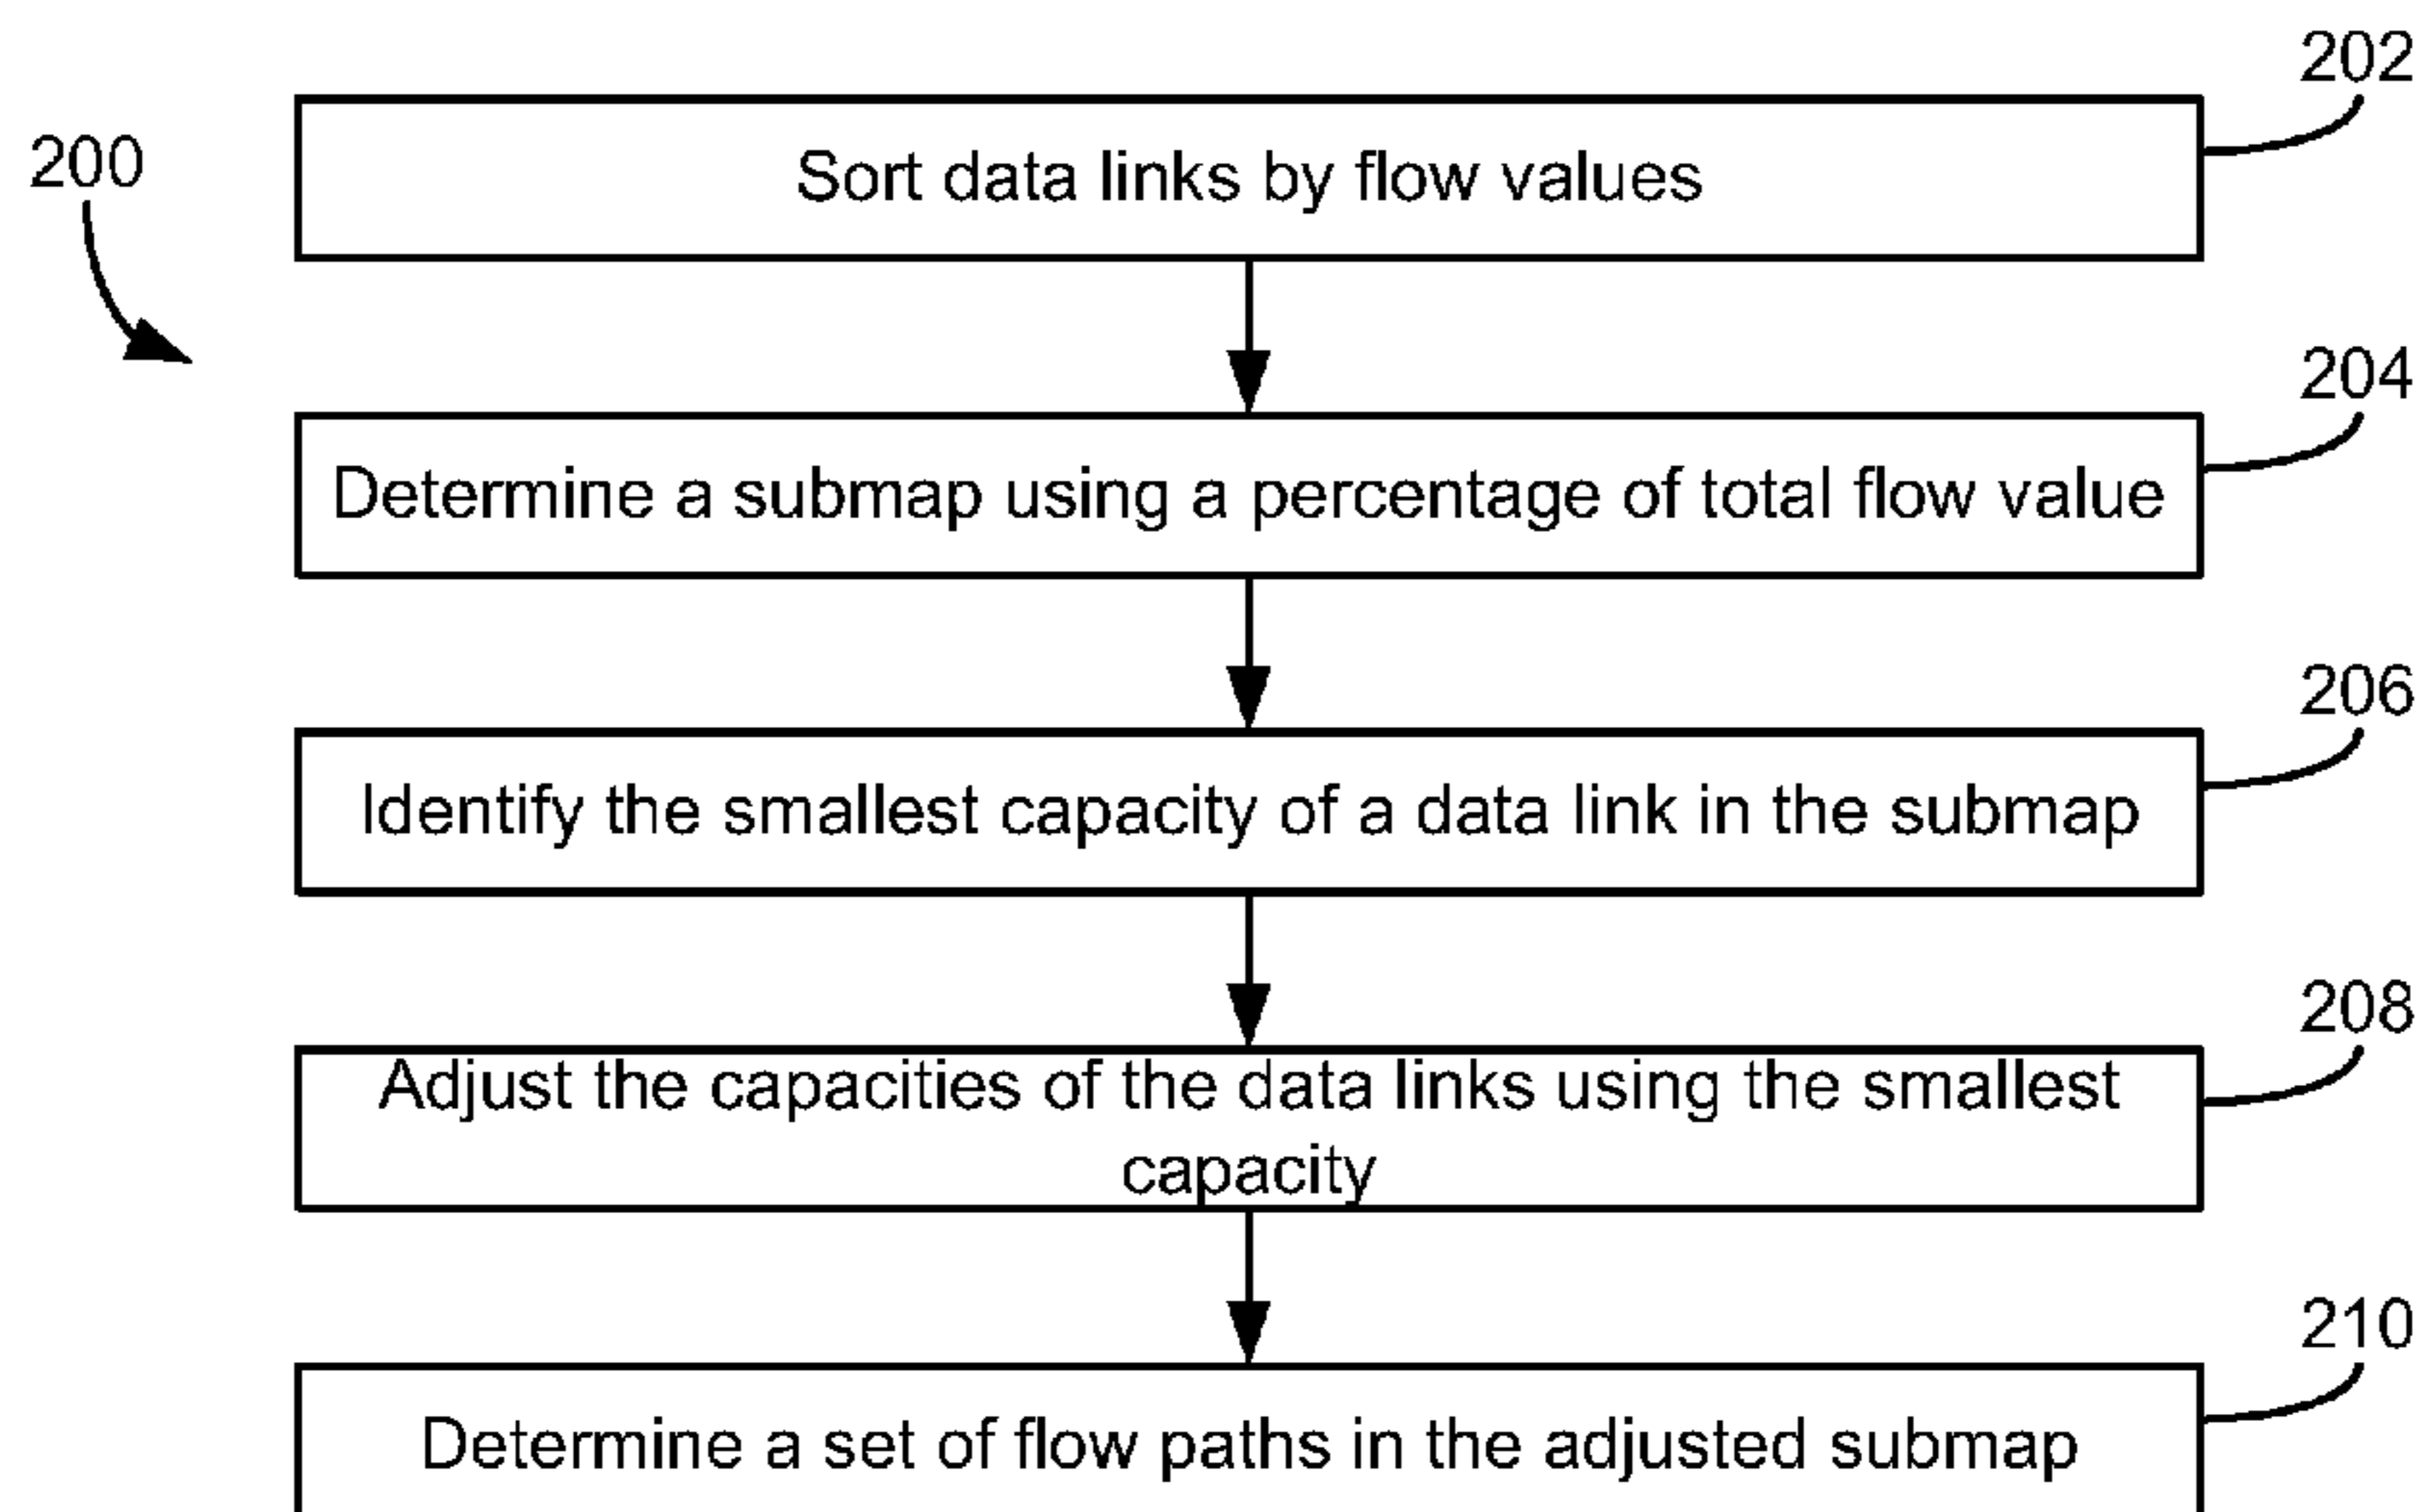 202
200
Sort data links by flow values
204
Determine a submap using a percentage of total flow value
206
Identify the smallest capacity of a data link in the submap
208
Adjust the capacities of the data links using the smallest
capacity
210
Determine a set of flow paths in the adjusted submap